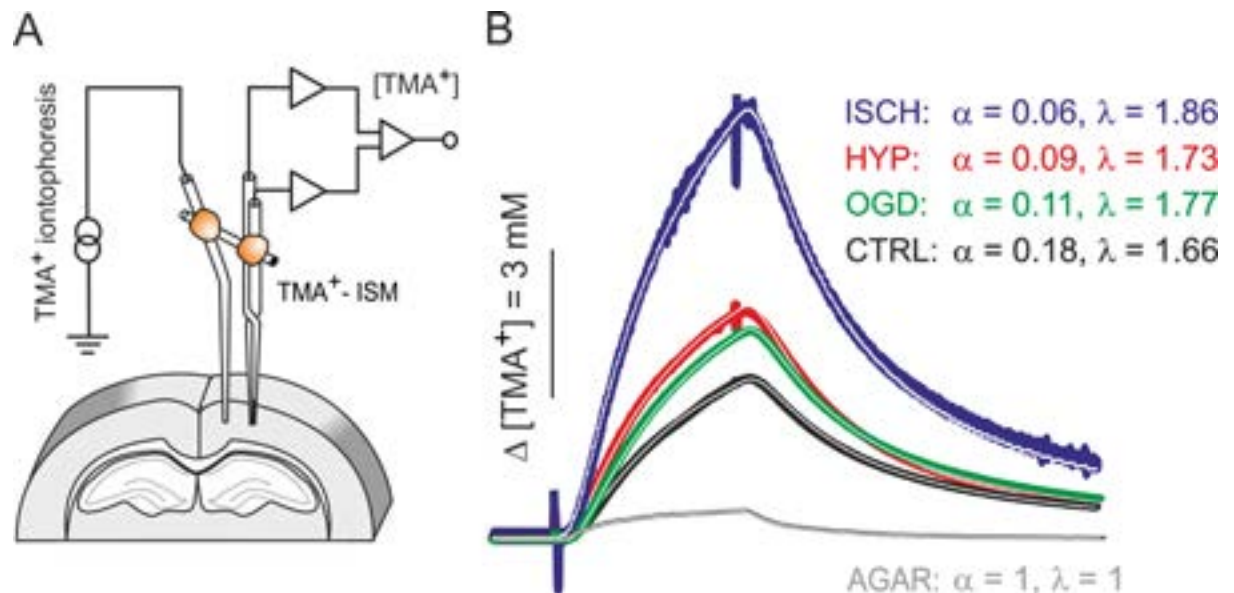 A
TMA⁺ iontophoresis
[TMA⁺]
TMA⁺- ISM
B
Δ [TMA⁺] = 3 mM
ISCH: α = 0.06, λ = 1.86
HYP: α = 0.09, λ = 1.73
OGD: α = 0.11, λ = 1.77
CTRL: α = 0.18, λ = 1.66
AGAR: α = 1, λ = 1